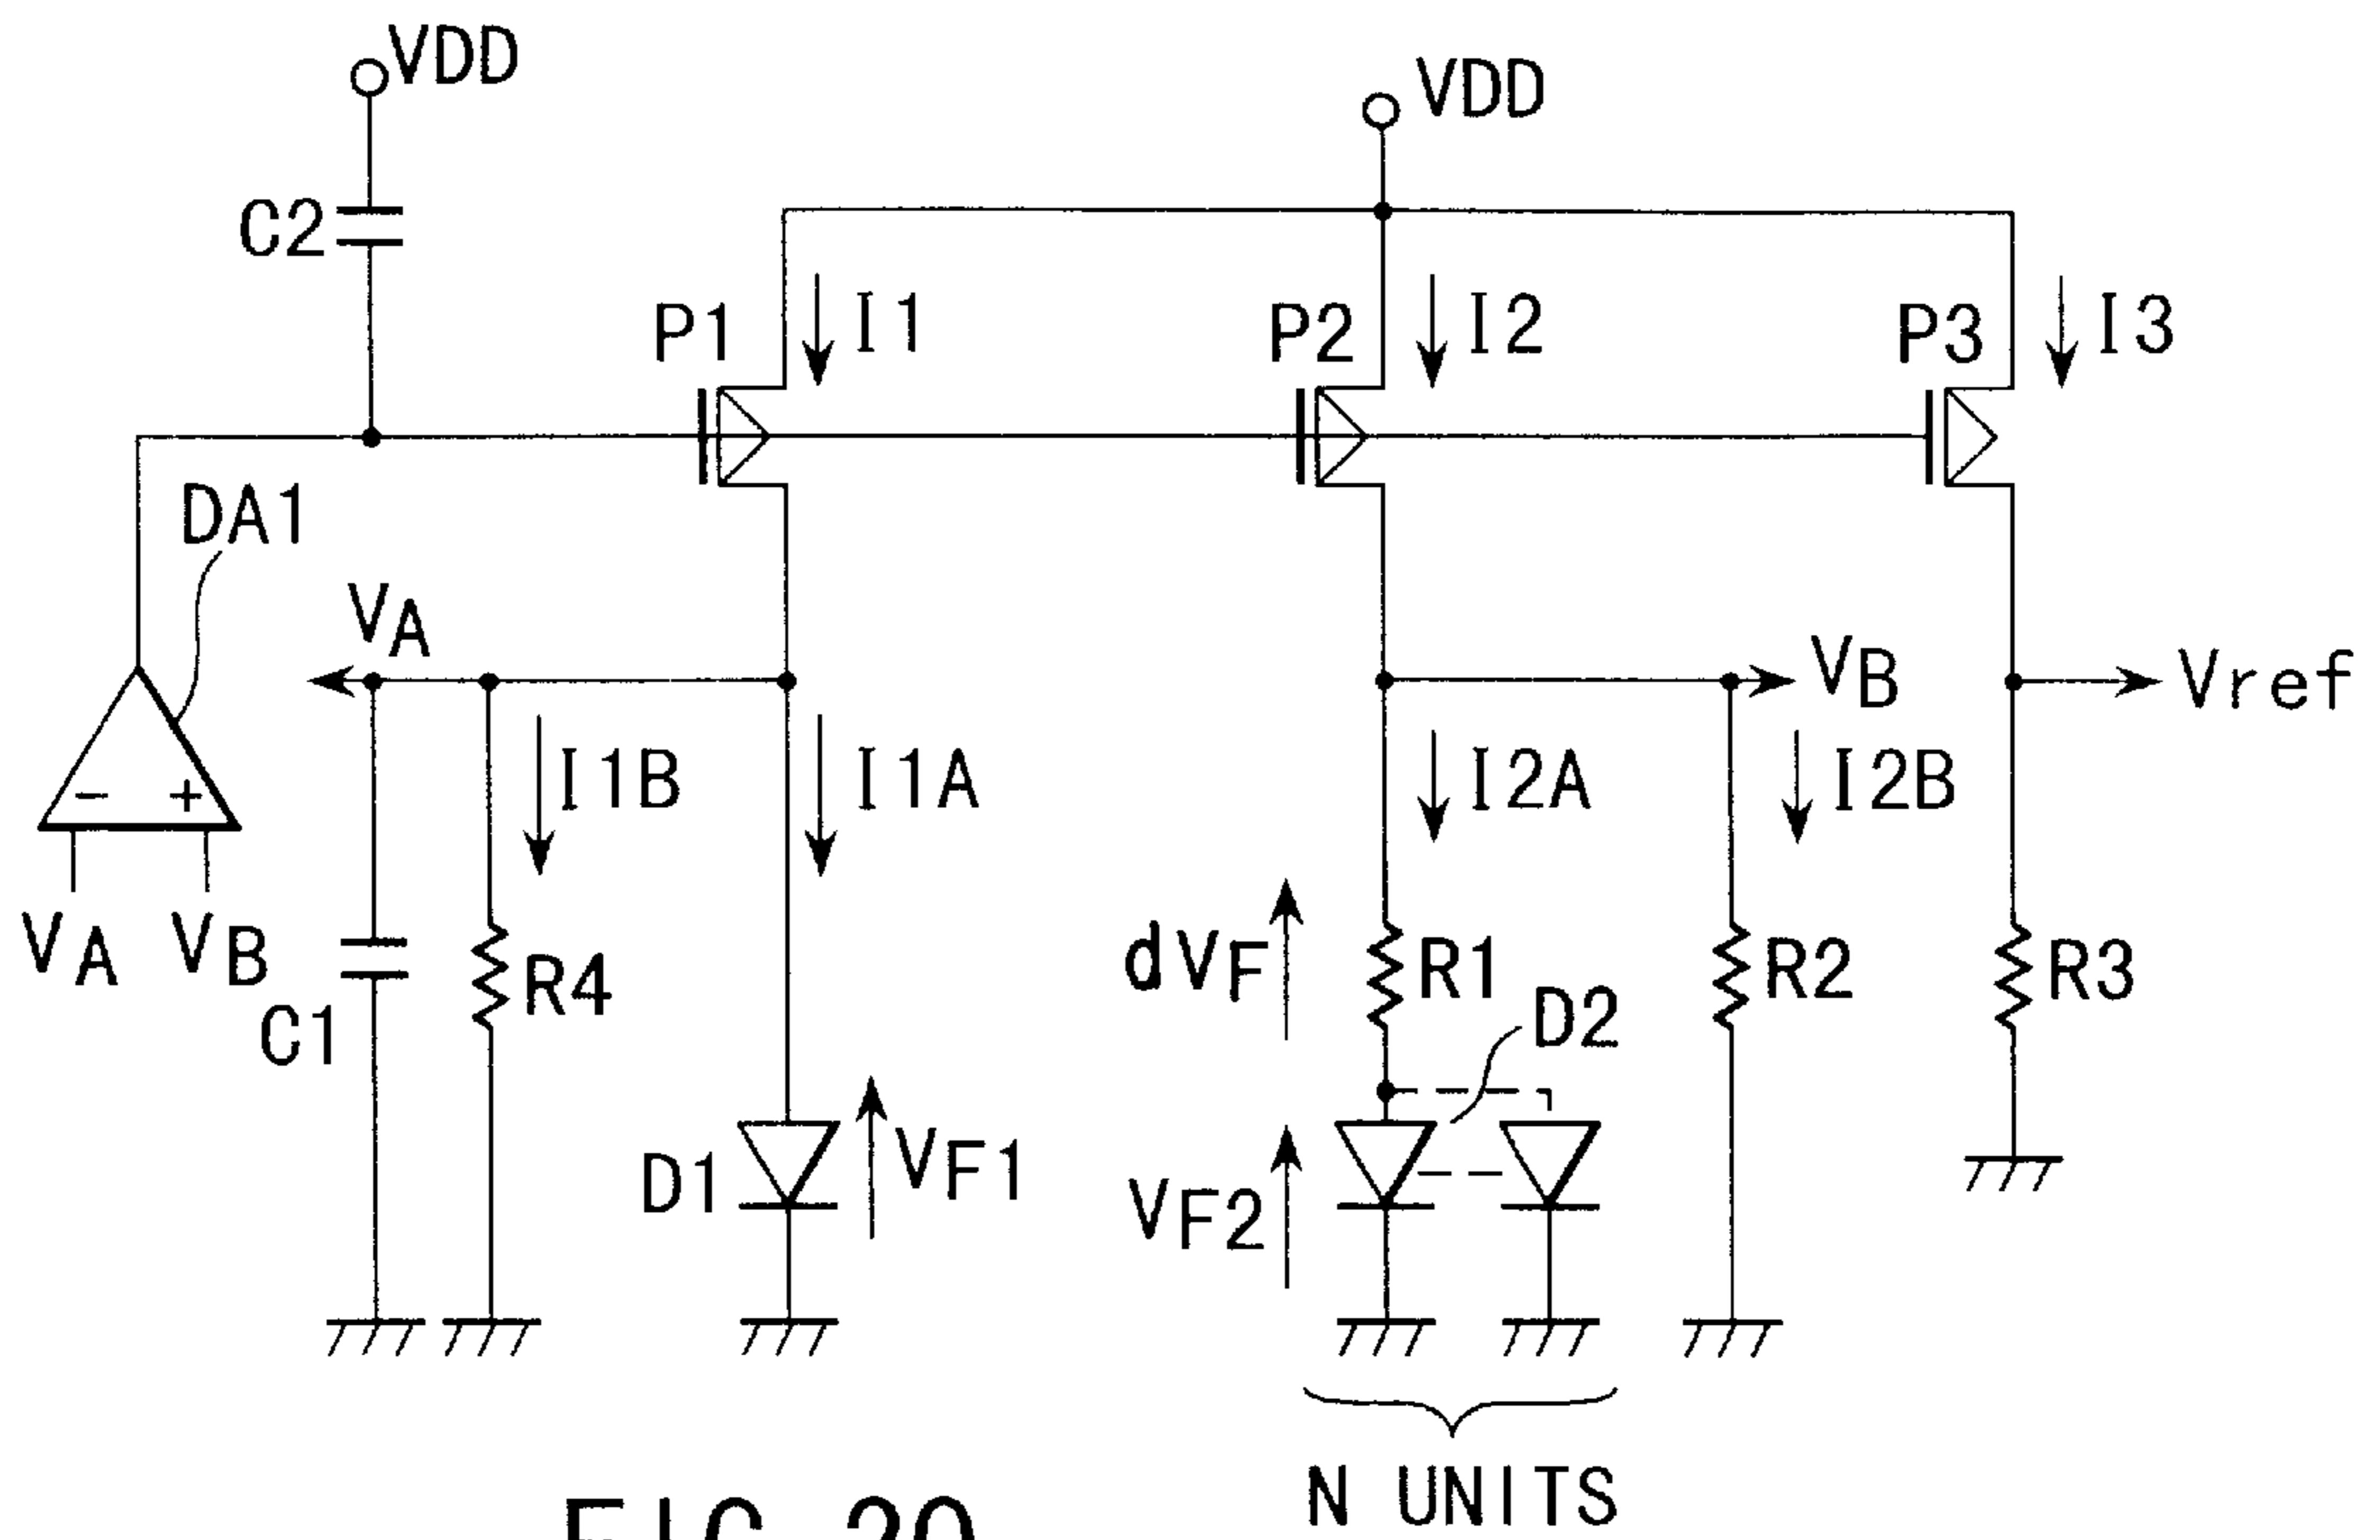 VDD
VDD
C2
P1
I1
P2
I2
P3
I3
DA1
VA
VB
Vref
I1B
I1A
I2A
I2B
- +
VA VB
C1
R4
dVF
R1
R2
R3
D2
D1
VF1
VF2
N UNITS